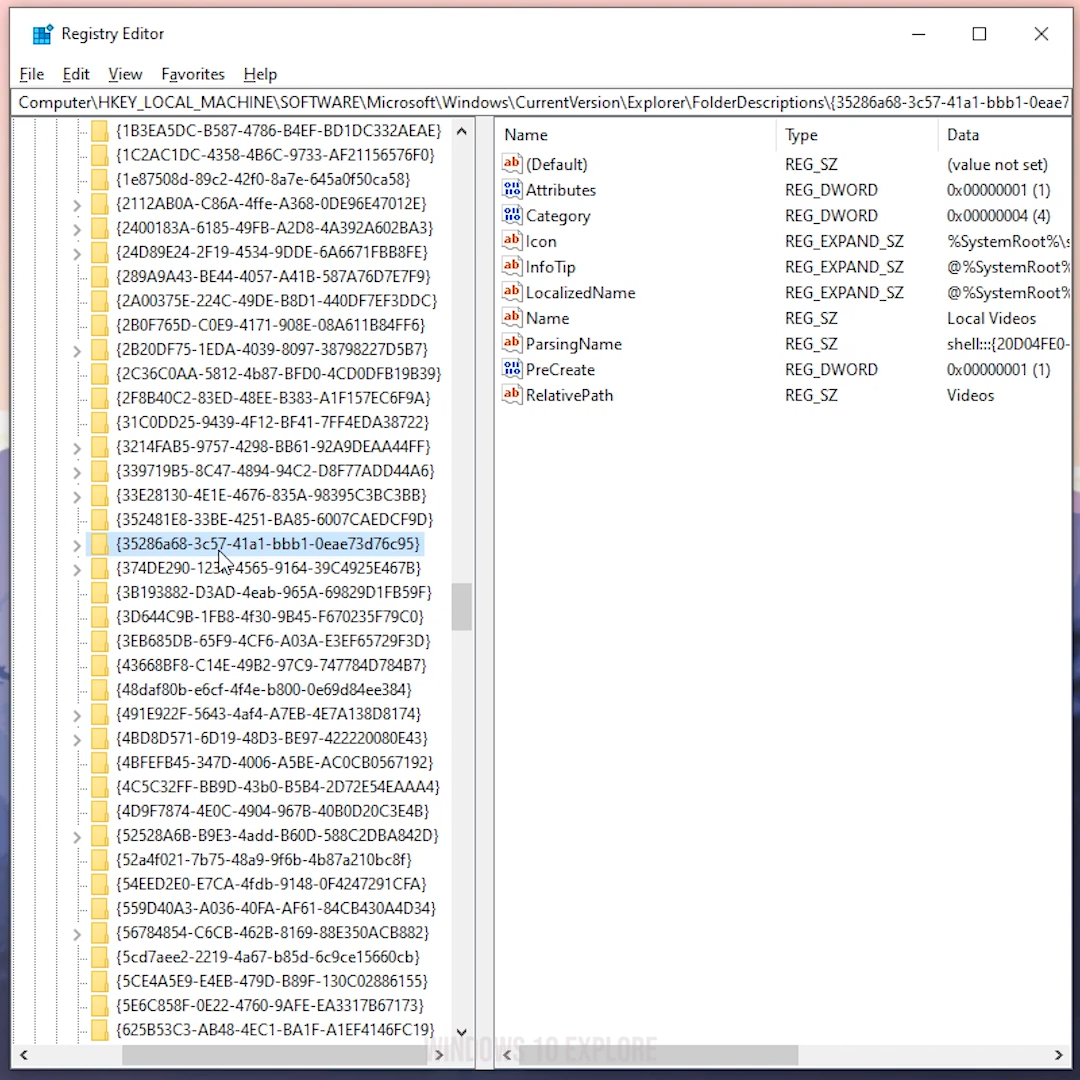 Registry Editor
File Edit View Favorites Help
Computer\HKEY_LOCAL_MACHINE\SOFTWARE\Microsoft\Windows\CurrentVersion\Explorer\FolderDescriptions\{35286a68-3c57-41a1-bbb1-0eae7
{1B3EA5DC-B587-4786-B4EF-BD1DC332AEAE}
{1C2AC1DC-4358-4B6C-9733-AF21156576F0}
{1e87508d-89c2-42f0-8a7e-645a0f50ca58}
{2112AB0A-C86A-4ffe-A368-0DE96E47012E}
{2400183A-6185-49FB-A2D8-4A392A602BA3}
{24D89E24-2F19-4534-9DDE-6A6671FBB8FE}
{289A9A43-BE44-4057-A41B-587A76D7E7F9}
{2A00375E-224C-49DE-B8D1-440DF7EF3DDC}
{2B0F765D-C0E9-4171-908E-08A611B84FF6}
{2B20DF75-1EDA-4039-8097-38798227D5B7}
{2C36C0AA-5812-4b87-BFD0-4CD0DFB19B39}
{2F8B40C2-83ED-48EE-B383-A1F157EC6F9A}
{31C0DD25-9439-4F12-BF41-7FF4EDA38722}
{3214FAB5-9757-4298-BB61-92A9DEAA44FF}
{339719B5-8C47-4894-94C2-D8F77ADD44A6}
{33E28130-4E1E-4676-835A-98395C3BC3BB}
{352481E8-33BE-4251-BA85-6007CAEDCF9D}
{35286a68-3c57-41a1-bbb1-0eae73d76c95}
{374DE290-123 4565-9164-39C4925E467B}
{3B193882-D3AD-4eab-965A-69829D1FB59F}
{3D644C9B-1FB8-4f30-9B45-F670235F79C0}
{3EB685DB-65F9-4CF6-A03A-E3EF65729F3D}
{43668BF8-C14E-49B2-97C9-747784D784B7}
{48daf80b-e6cf-4f4e-b800-0e69d84ee384}
{491E922F-5643-4af4-A7EB-4E7A138D8174}
{4BD8D571-6D19-48D3-BE97-422220080E43}
{4BFEFB45-347D-4006-A5BE-AC0CB0567192}
{4C5C32FF-BB9D-43b0-B5B4-2D72E54EAAA4}
{4D9F7874-4E0C-4904-967B-40B0D20C3E4B}
{52528A6B-B9E3-4add-B60D-588C2DBA842D}
{52a4f021-7b75-48a9-9f6b-4b87a210bc8f}
{54EED2E0-E7CA-4fdb-9148-0F4247291CFA}
{559D40A3-A036-40FA-AF61-84CB430A4D34}
{56784854-C6CB-462B-8169-88E350ACB882}
{5cd7aee2-2219-4a67-b85d-6c9ce15660cb}
{5CE4A5E9-E4EB-479D-B89F-130C02886155}
{5E6C858F-0E22-4760-9AFE-EA3317B67173}
{625B53C3-AB48-4EC1-BA1F-A1EF4146FC19}
Name Type Data
(Default) REG_SZ (value not set)
Attributes REG_DWORD 0x00000001 (1)
Category REG_DWORD 0x00000004 (4)
Icon REG_EXPAND_SZ %SystemRoot%\s
InfoTip REG_EXPAND_SZ @%SystemRoot%
LocalizedName REG_EXPAND_SZ @%SystemRoot%
Name REG_SZ Local Videos
ParsingName REG_SZ shell:::{20D04FE0-
PreCreate REG_DWORD 0x00000001 (1)
RelativePath REG_SZ Videos
WINDOWS 10 EXPLORE